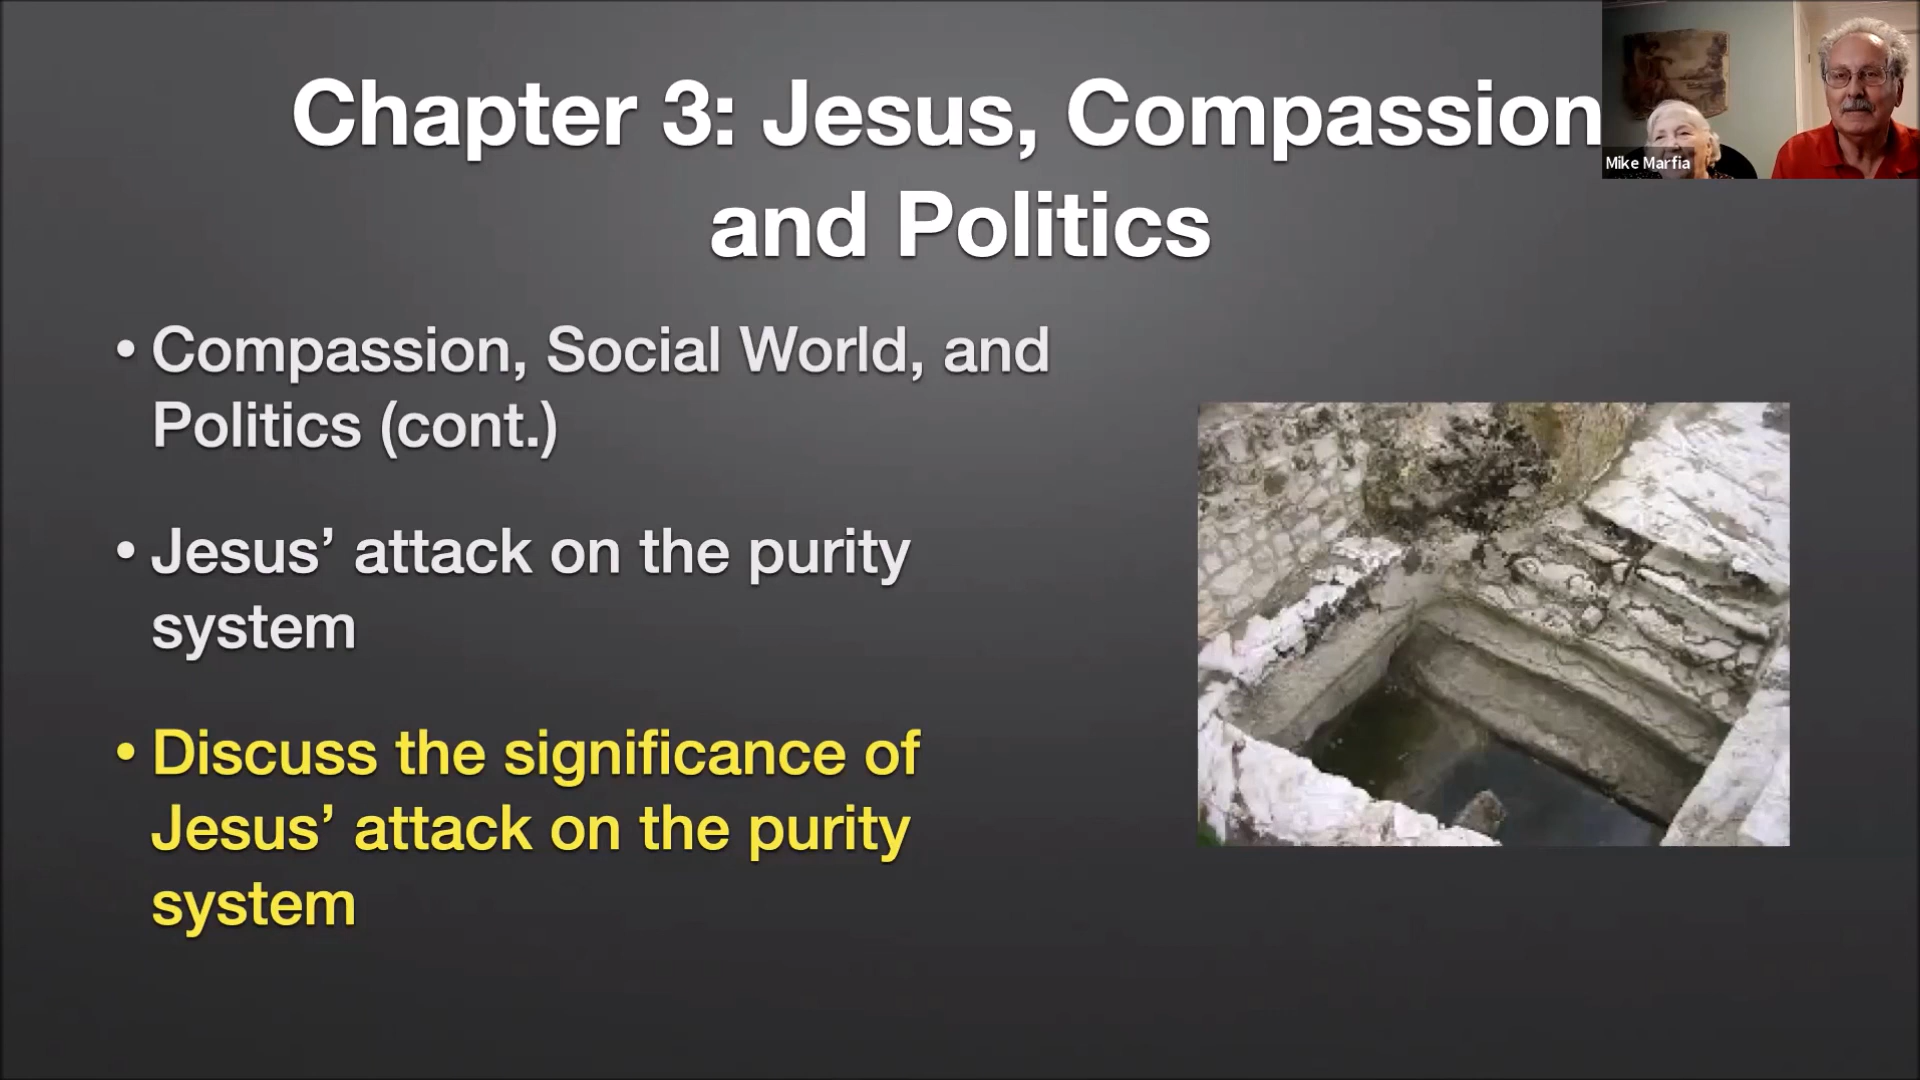 Chapter 3: Jesus, Compassion
and Politics
Mike Marfia
• Compassion, Social World, and
Politics (cont.)
• Jesus’ attack on the purity
system
• Discuss the significance of
Jesus’ attack on the purity
system